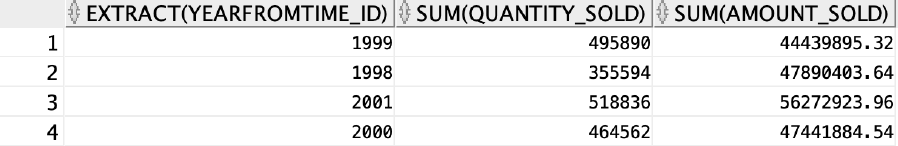 EXTRACT(YEARFROMTIME_ID) SUM(QUANTITY_SOLD) SUM(AMOUNT_SOLD)
1 1999 495890 44439895.32
2 1998 355594 47890403.64
3 2001 518836 56272923.96
4 2000 464562 47441884.54